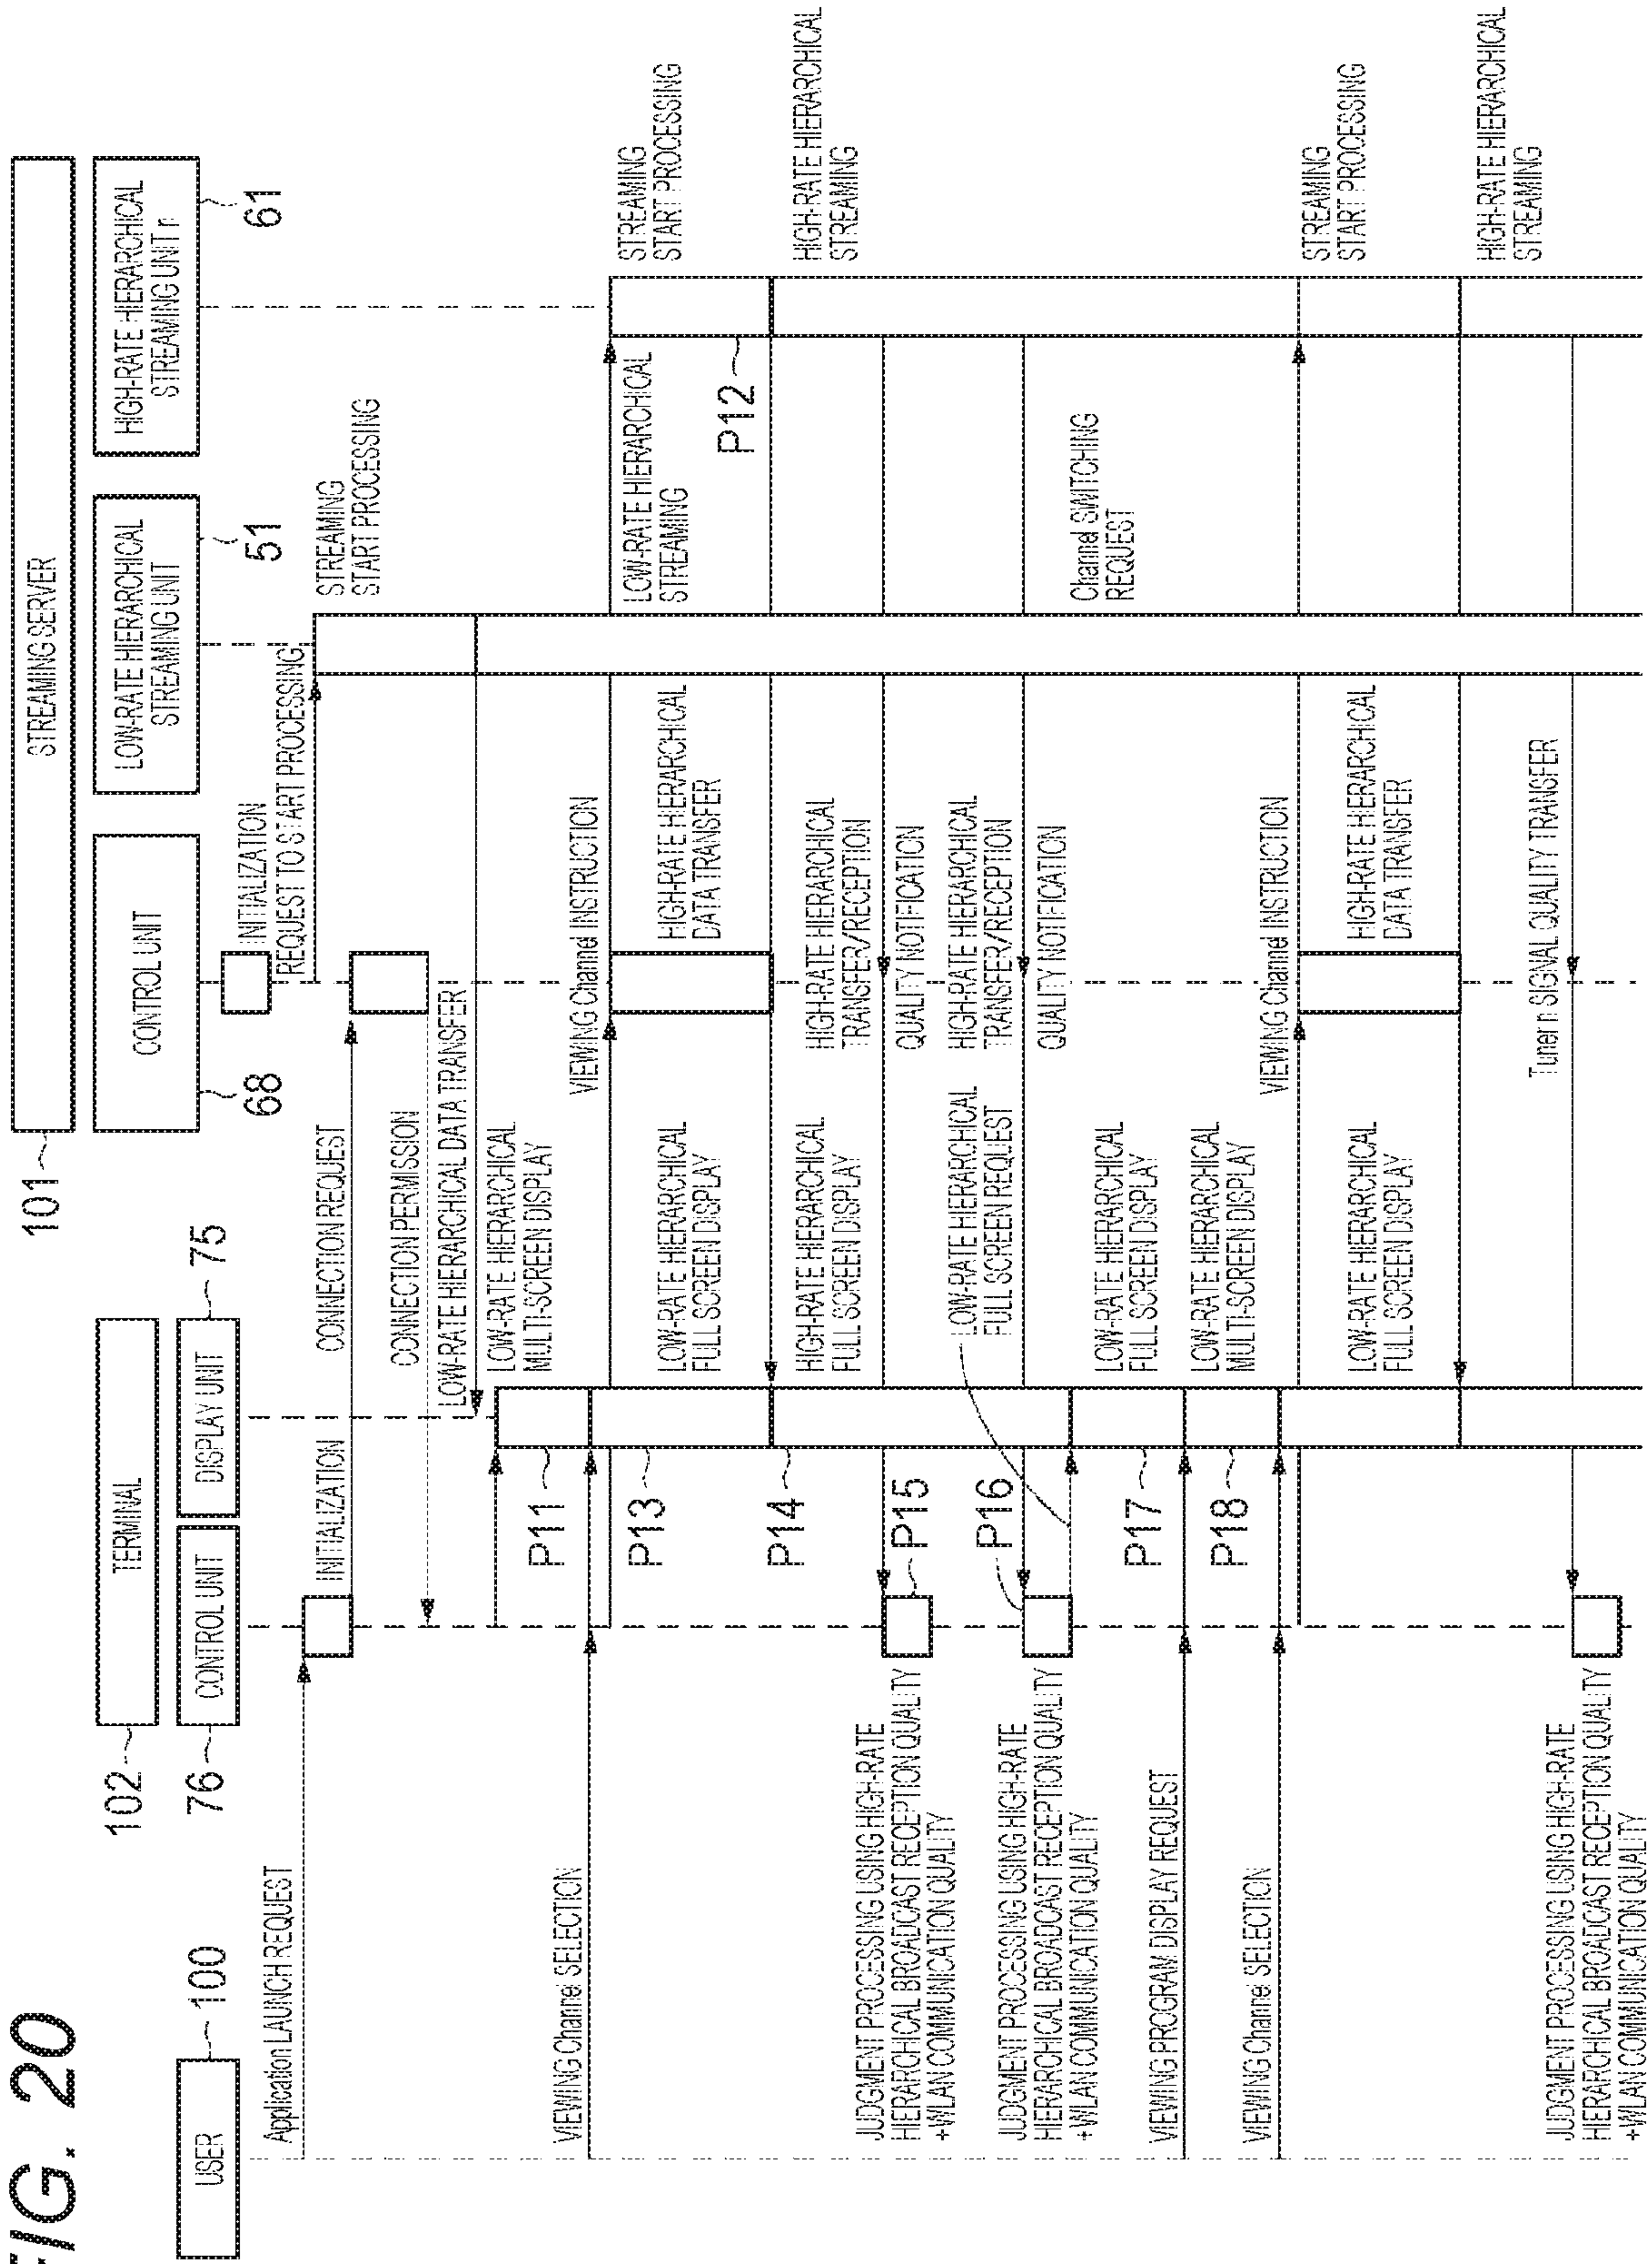 FIG. 20
USER
100
TERMINAL
102
CONTROL UNIT
76
DISPLAY UNIT
75
STREAMING SERVER
101
CONTROL UNIT
68
LOW-RATE HIERARCHICAL
STREAMING UNIT
51
HIGH-RATE HIERARCHICAL
STREAMING UNIT n
61
Application LAUNCH REQUEST
INITIALIZATION
INITIALIZATION
REQUEST TO START PROCESSING
STREAMING
START PROCESSING
CONNECTION REQUEST
CONNECTION PERMISSION
LOW-RATE HIERARCHICAL DATA TRANSFER
LOW-RATE HIERARCHICAL
MULTI-SCREEN DISPLAY
P11
VIEWING Channel SELECTION
VIEWING Channel INSTRUCTION
LOW-RATE HIERARCHICAL
STREAMING
STREAMING
START PROCESSING
P13
LOW-RATE HIERARCHICAL
FULL SCREEN DISPLAY
HIGH-RATE HIERARCHICAL
DATA TRANSFER
P12
P14
HIGH-RATE HIERARCHICAL
FULL SCREEN DISPLAY
HIGH-RATE HIERARCHICAL
TRANSFER/RECEPTION
QUALITY NOTIFICATION
HIGH-RATE HIERARCHICAL
STREAMING
JUDGMENT PROCESSING USING HIGH-RATE
HIERARCHICAL BROADCAST RECEPTION QUALITY
+WLAN COMMUNICATION QUALITY
P15
LOW-RATE HIERARCHICAL
FULL SCREEN REQUEST
HIGH-RATE HIERARCHICAL
TRANSFER/RECEPTION
QUALITY NOTIFICATION
JUDGMENT PROCESSING USING HIGH-RATE
HIERARCHICAL BROADCAST RECEPTION QUALITY
+WLAN COMMUNICATION QUALITY
P16
Channel SWITCHING
REQUEST
P17
LOW-RATE HIERARCHICAL
FULL SCREEN DISPLAY
VIEWING PROGRAM DISPLAY REQUEST
P18
LOW-RATE HIERARCHICAL
MULTI-SCREEN DISPLAY
VIEWING Channel SELECTION
VIEWING Channel INSTRUCTION
STREAMING
START PROCESSING
LOW-RATE HIERARCHICAL
FULL SCREEN DISPLAY
HIGH-RATE HIERARCHICAL
DATA TRANSFER
HIGH-RATE HIERARCHICAL
STREAMING
Tuner n SIGNAL QUALITY TRANSFER
JUDGMENT PROCESSING USING HIGH-RATE
HIERARCHICAL BROADCAST RECEPTION QUALITY
+WLAN COMMUNICATION QUALITY